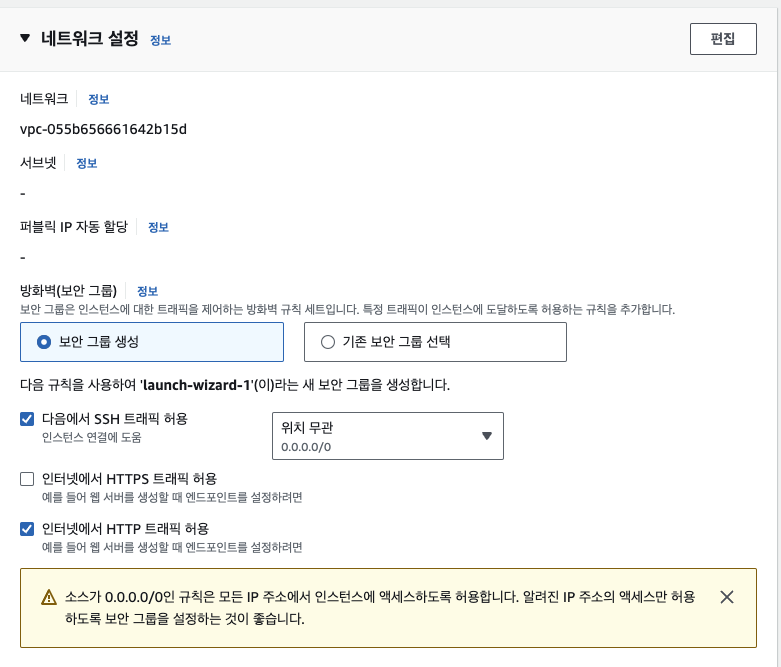 네트워크 설정 정보 편집
네트워크 정보
vpc-055b656661642b15d
서브넷 정보
-
퍼블릭 IP 자동 할당 정보
-
방화벽(보안 그룹) 정보
보안 그룹은 인스턴스에 대한 트래픽을 제어하는 방화벽 규칙 세트입니다. 특정 트래픽이 인스턴스에 도달하도록 허용하는 규칙을 추가합니다.
보안 그룹 생성 기존 보안 그룹 선택
다음 규칙을 사용하여 'launch-wizard-1'(이)라는 새 보안 그룹을 생성합니다.
다음에서 SSH 트래픽 허용
인스턴스 연결에 도움
위치 무관
0.0.0.0/0
인터넷에서 HTTPS 트래픽 허용
예를 들어 웹 서버를 생성할 때 엔드포인트를 설정하려면
인터넷에서 HTTP 트래픽 허용
예를 들어 웹 서버를 생성할 때 엔드포인트를 설정하려면
소스가 0.0.0.0/0인 규칙은 모든 IP 주소에서 인스턴스에 액세스하도록 허용합니다. 알려진 IP 주소의 액세스만 허용
하도록 보안 그룹을 설정하는 것이 좋습니다.